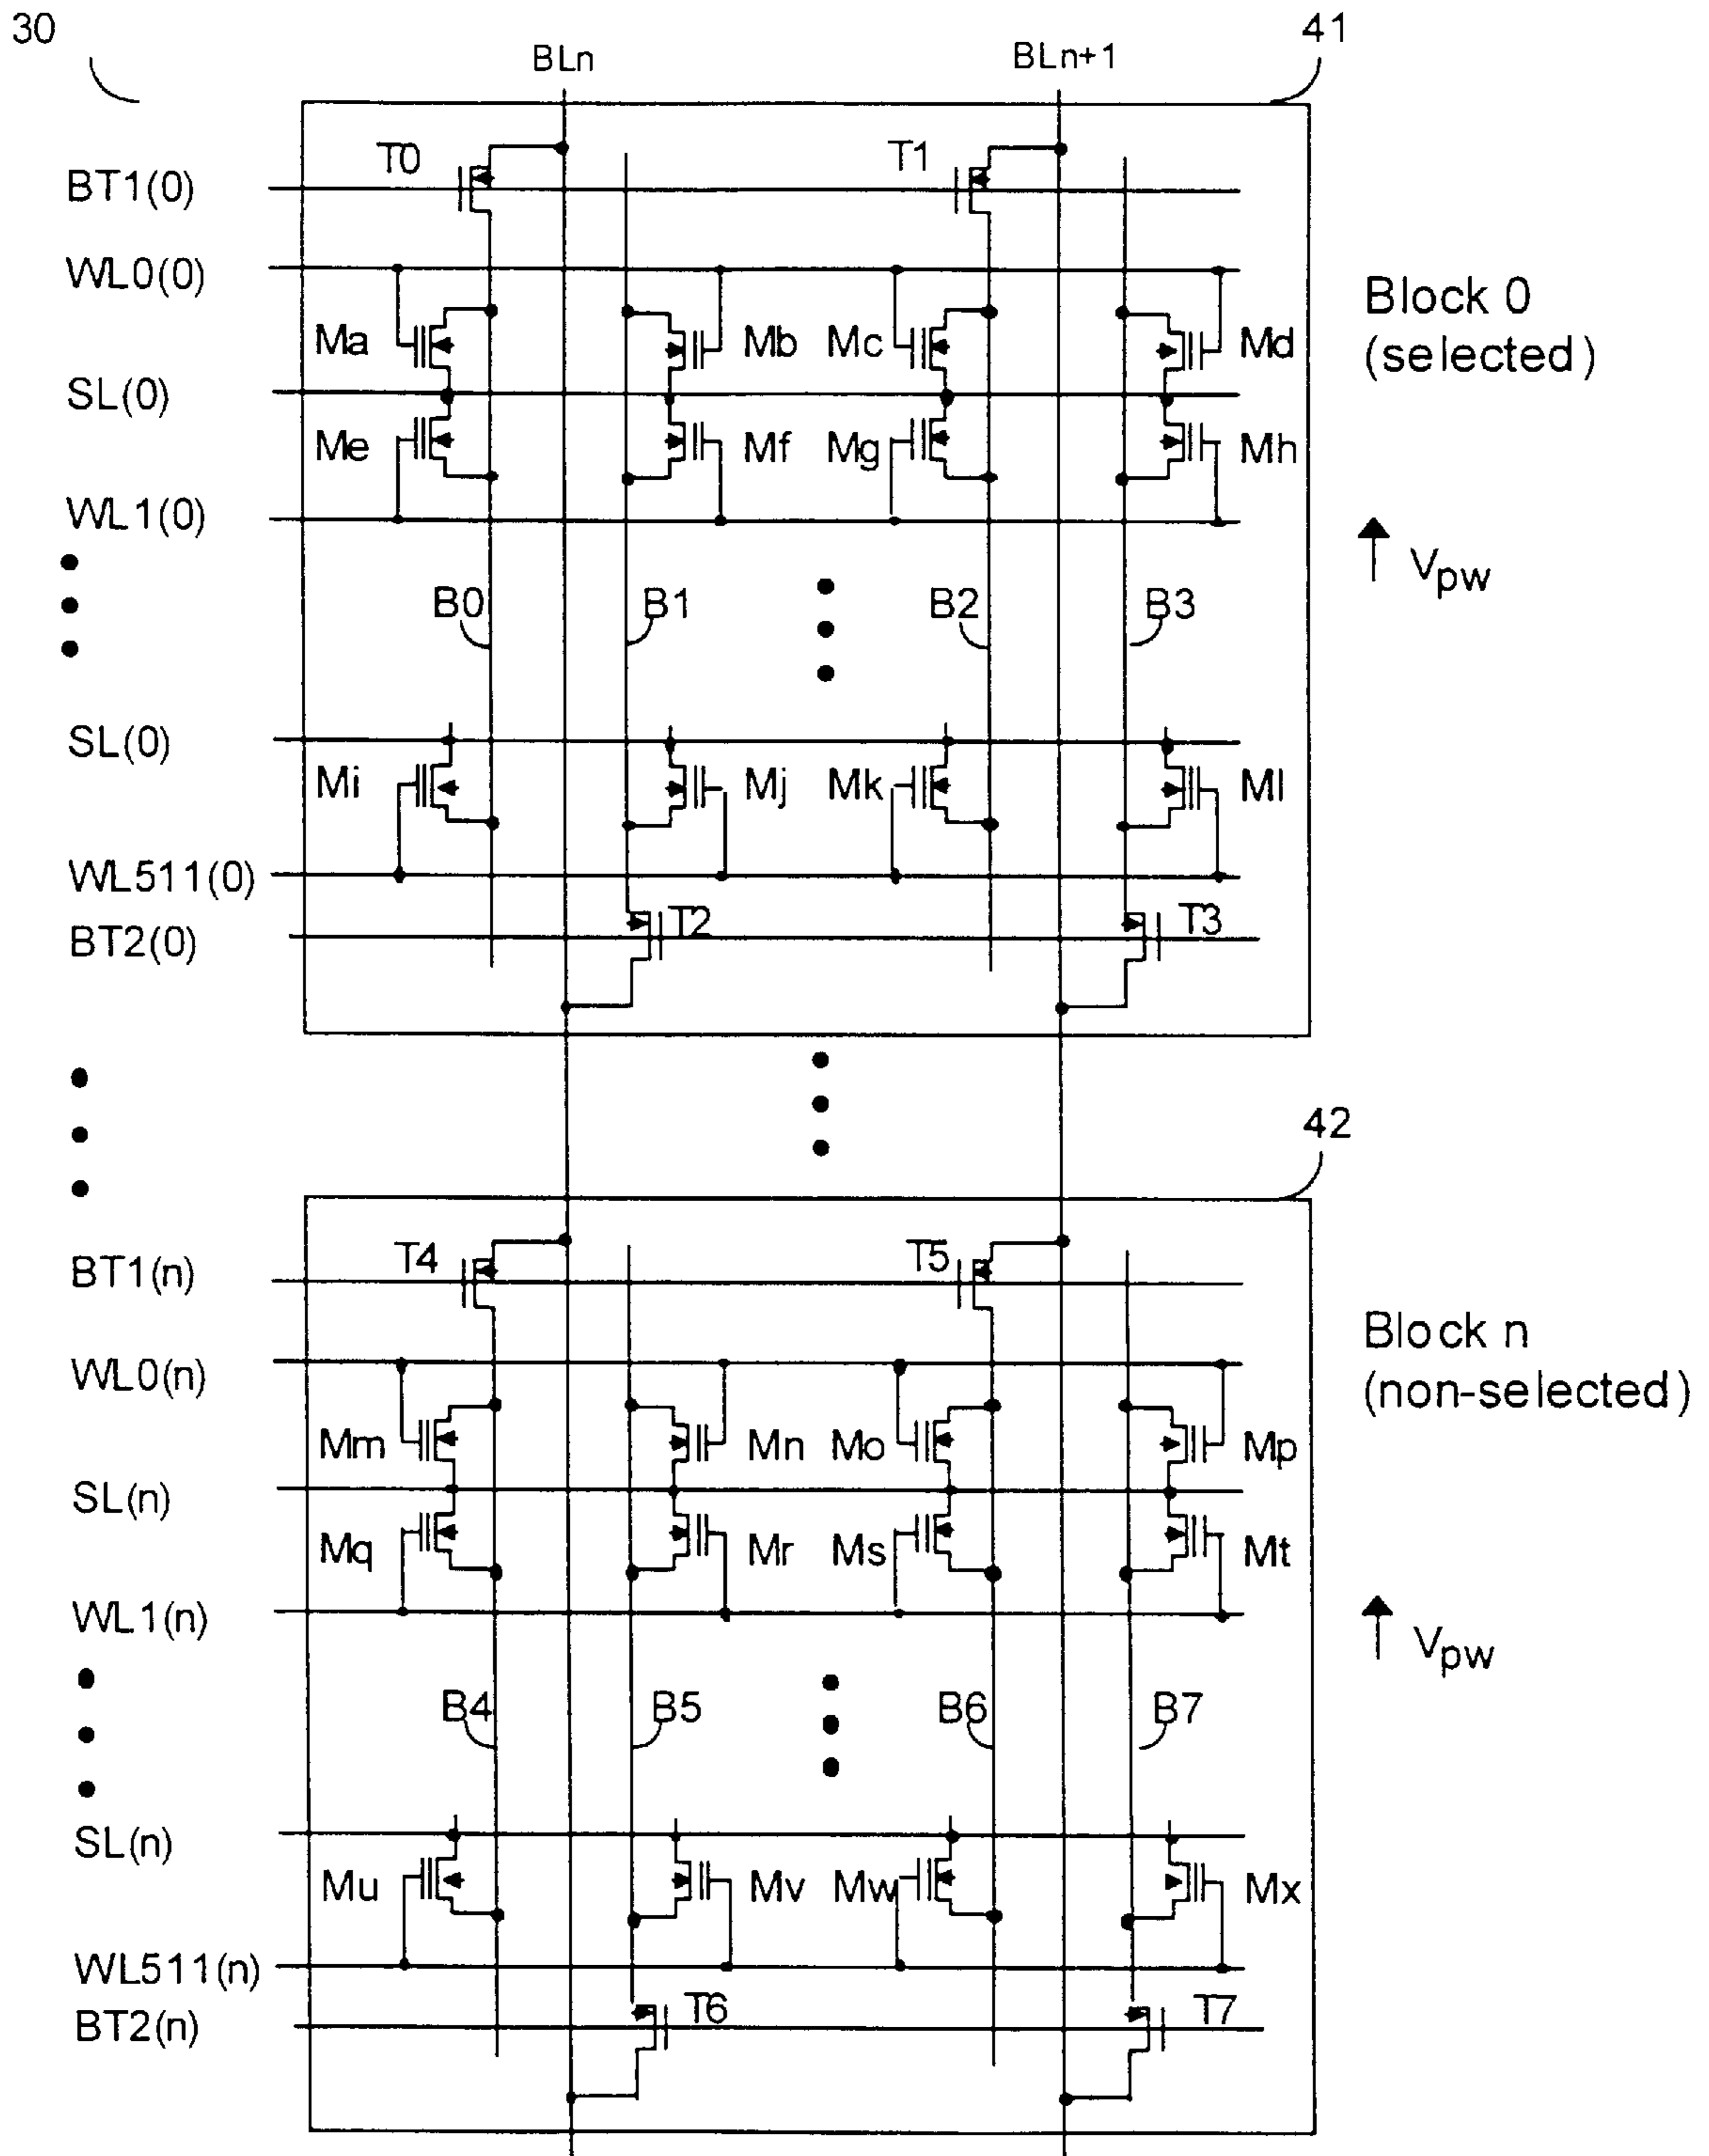 30
41
BLn BLn+1
T0 T1
BT1(0)
WL0(0)
Block 0
(selected)
Ma Mb Mc Md
SL(0)
Me Mf Mg Mh
WL1(0)
Vpw
B0 B1 B2 B3
SL(0)
Mi Mj Mk Ml
WL511(0)
T2 T3
BT2(0)
42
T4 T5
BT1(n)
Block n
(non-selected)
WL0(n)
Mm Mn Mo Mp
SL(n)
Mq Mr Ms Mt
WL1(n)
Vpw
B4 B5 B6 B7
SL(n)
Mu Mv Mw Mx
WL511(n)
T6 T7
BT2(n)